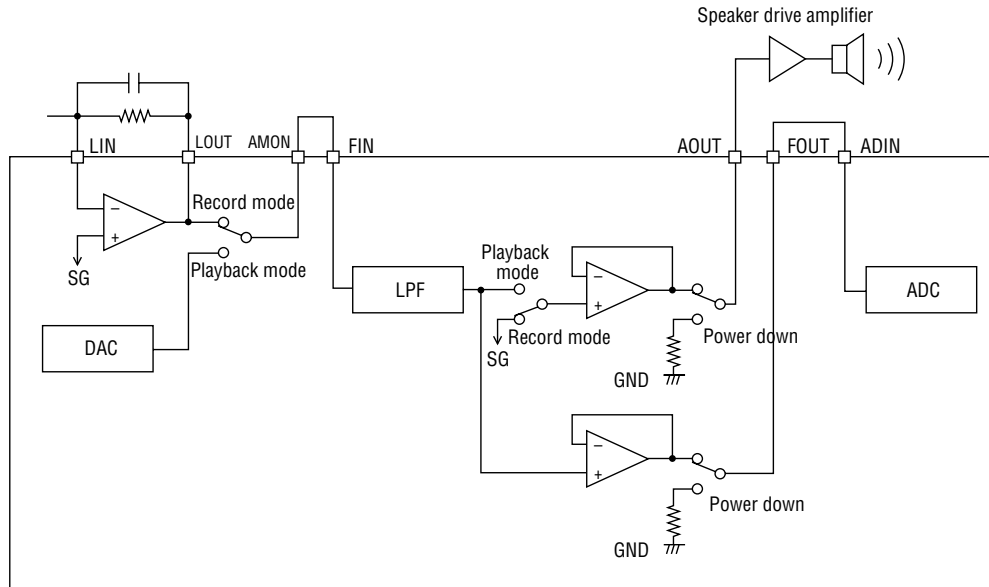 Speaker drive amplifier
LIN
LOUT
AMON
FIN
AOUT
FOUT
ADIN
−
+
SG
Record mode
Playback mode
DAC
LPF
Playback
mode
Record mode
SG
−
+
Power down
GND
ADC
−
+
Power down
GND